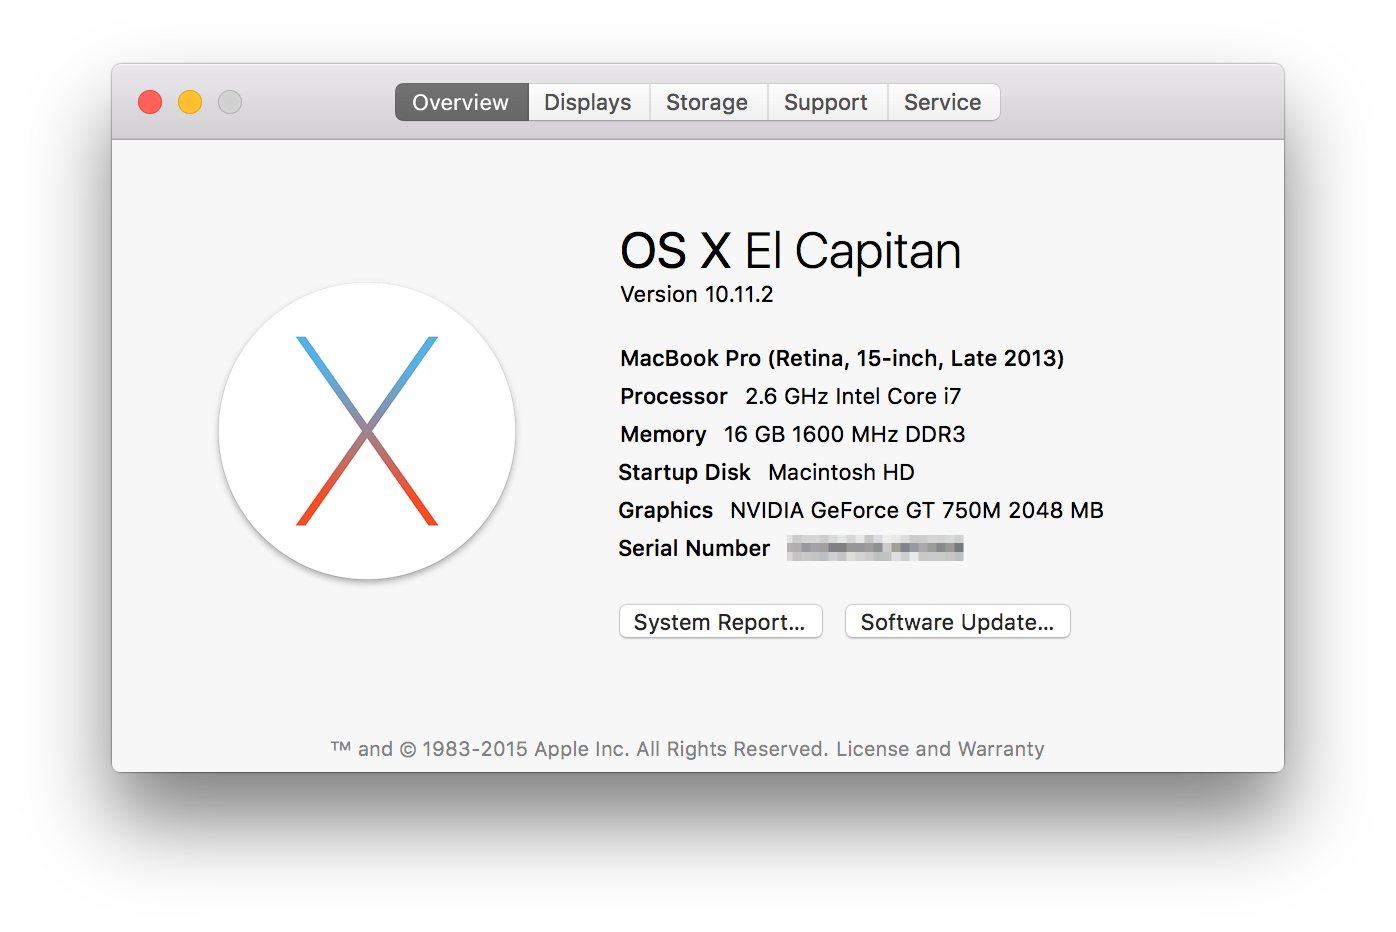 Overview Displays Storage Support Service
OS X El Capitan
Version 10.11.2
MacBook Pro (Retina, 15-inch, Late 2013)
Processor 2.6 GHz Intel Core i7
Memory 16 GB 1600 MHz DDR3
Startup Disk Macintosh HD
Graphics NVIDIA GeForce GT 750M 2048 MB
Serial Number
System Report... Software Update...
™ and © 1983-2015 Apple Inc. All Rights Reserved. License and Warranty